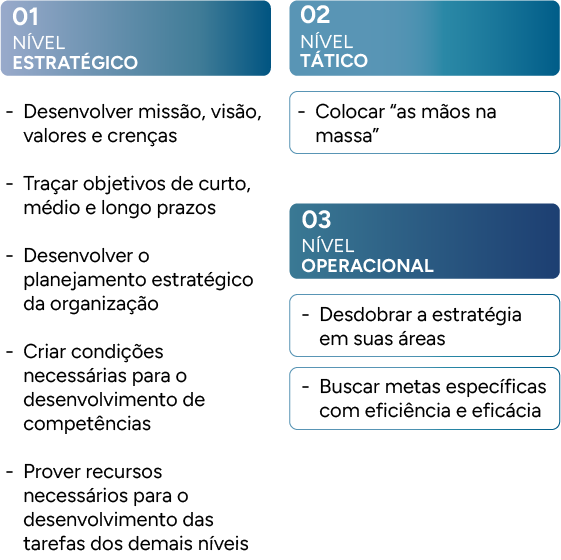 01
NÍVEL
ESTRATÉGICO
- Desenvolver missão, visão,
valores e crenças
- Traçar objetivos de curto,
médio e longo prazos
- Desenvolver o
planejamento estratégico
da organização
- Criar condições
necessárias para o
desenvolvimento de
competências
- Prover recursos
necessários para o
desenvolvimento das
tarefas dos demais níveis
02
NÍVEL
TÁTICO
- Colocar “as mãos na
massa”
03
NÍVEL
OPERACIONAL
- Desdobrar a estratégia
em suas áreas
- Buscar metas específicas
com eficiência e eficácia